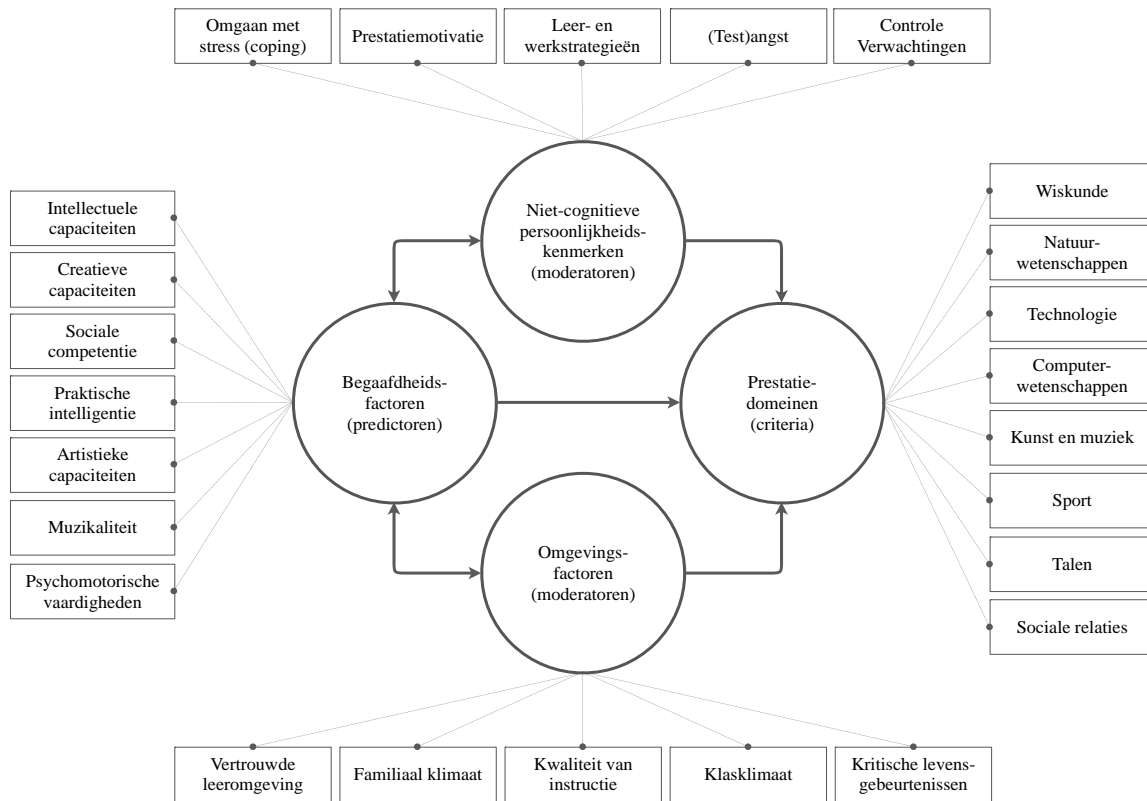 Omgaan met
stress (coping)
Prestatiemotivatie
Leer- en
werkstrategieën
(Test)angst
Controle
Verwachtingen
Niet-cognitieve
persoonlijkheids-
kenmerken
(moderatoren)
Intellectuele
capaciteiten
Creatieve
capaciteiten
Sociale
competentie
Praktische
intelligentie
Artistieke
capaciteiten
Muzikaliteit
Psychomotorische
vaardigheden
Begaafdheids-
factoren
(predictoren)
Prestatie-
domeinen
(criteria)
Wiskunde
Natuur-
wetenschappen
Technologie
Computer-
wetenschappen
Kunst en muziek
Sport
Talen
Sociale relaties
Omgevings-
factoren
(moderatoren)
Vertrouwde
leeromgeving
Familiaal klimaat
Kwaliteit van
instructie
Klasklimaat
Kritische levens-
gebeurtenissen